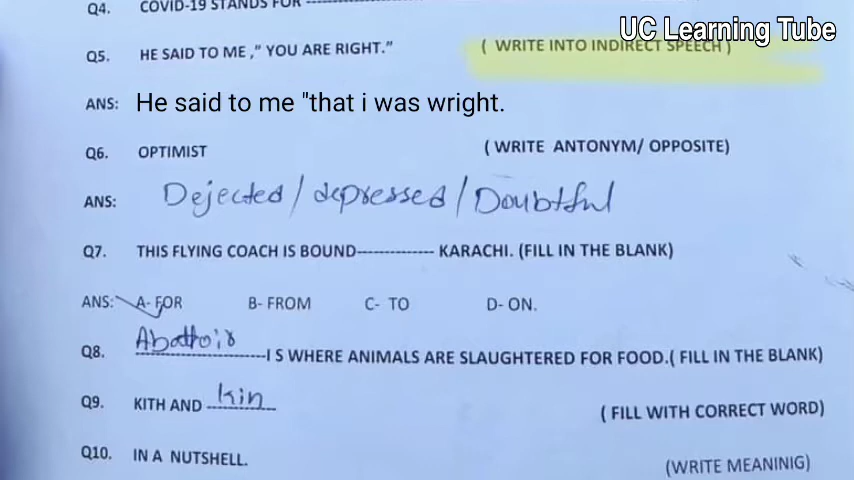 Q4. COVID-19 STANDS FOR ------------------
UC Learning Tube
Q5. HE SAID TO ME ," YOU ARE RIGHT." ( WRITE INTO INDIRECT SPEECH )
ANS: He said to me "that i was wright.
Q6. OPTIMIST ( WRITE ANTONYM/ OPPOSITE)
ANS: Dejected / depressed / Doubtful
Q7. THIS FLYING COACH IS BOUND-------------- KARACHI. (FILL IN THE BLANK)
ANS: A- FOR B- FROM C- TO D- ON.
Q8. Abattoir ------------------I S WHERE ANIMALS ARE SLAUGHTERED FOR FOOD.( FILL IN THE BLANK)
Q9. KITH AND kin ( FILL WITH CORRECT WORD)
Q10. IN A NUTSHELL. (WRITE MEANINIG)